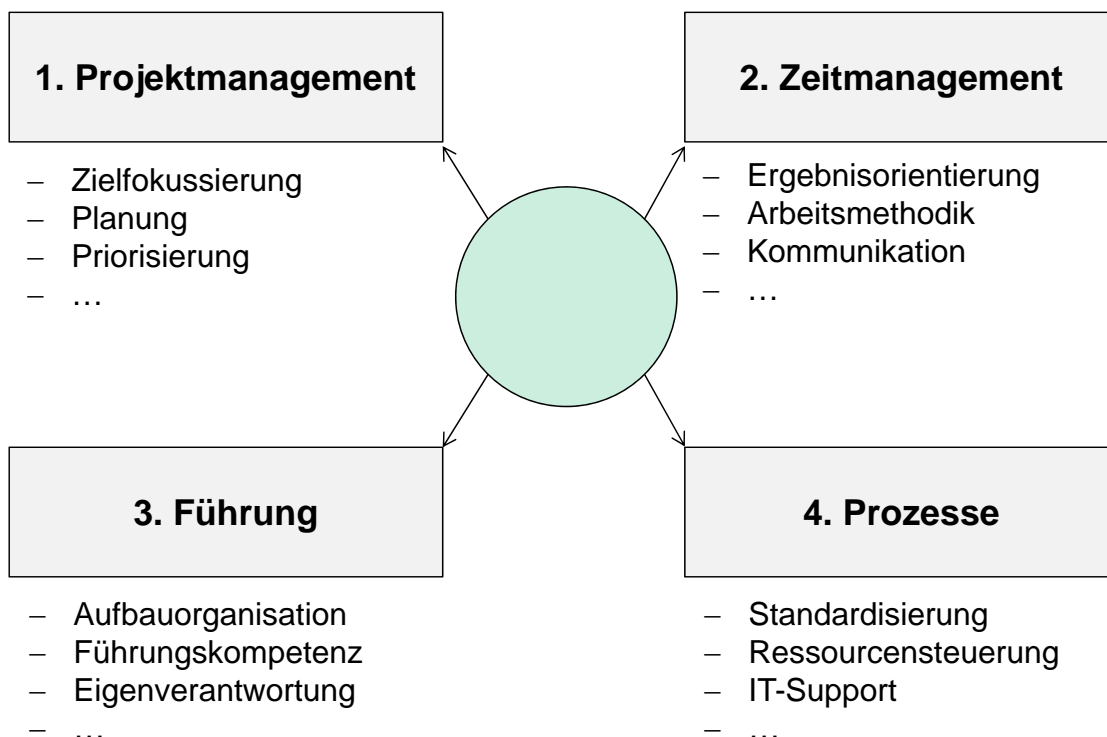 1. Projektmanagement
– Zielfokussierung
– Planung
– Priorisierung
– …
2. Zeitmanagement
– Ergebnisorientierung
– Arbeitsmethodik
– Kommunikation
– …
3. Führung
– Aufbauorganisation
– Führungskompetenz
– Eigenverantwortung
– …
4. Prozesse
– Standardisierung
– Ressourcensteuerung
– IT-Support
– …